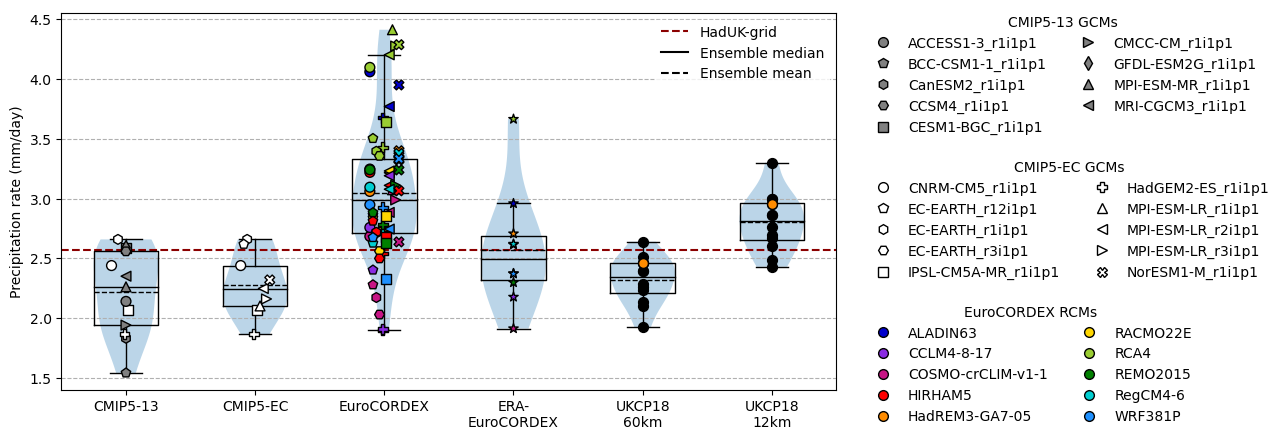 Precipitation rate (mm/day)
4.5
4.0
3.5
3.0
2.5
2.0
1.5
HadUK-grid
Ensemble median
Ensemble mean
CMIP5-13
CMIP5-EC
EuroCORDEX
ERA-
EuroCORDEX
UKCP18
60km
UKCP18
12km
CMIP5-13 GCMs
ACCESS1-3_r1i1p1
BCC-CSM1-1_r1i1p1
CanESM2_r1i1p1
CCSM4_r1i1p1
CESM1-BGC_r1i1p1
CMCC-CM_r1i1p1
GFDL-ESM2G_r1i1p1
MPI-ESM-MR_r1i1p1
MRI-CGCM3_r1i1p1
CMIP5-EC GCMs
CNRM-CM5_r1i1p1
EC-EARTH_r12i1p1
EC-EARTH_r1i1p1
EC-EARTH_r3i1p1
IPSL-CM5A-MR_r1i1p1
HadGEM2-ES_r1i1p1
MPI-ESM-LR_r1i1p1
MPI-ESM-LR_r2i1p1
MPI-ESM-LR_r3i1p1
NorESM1-M_r1i1p1
EuroCORDEX RCMs
ALADIN63
CCLM4-8-17
COSMO-crCLIM-v1-1
HIRHAM5
HadREM3-GA7-05
RACMO22E
RCA4
REMO2015
RegCM4-6
WRF381P